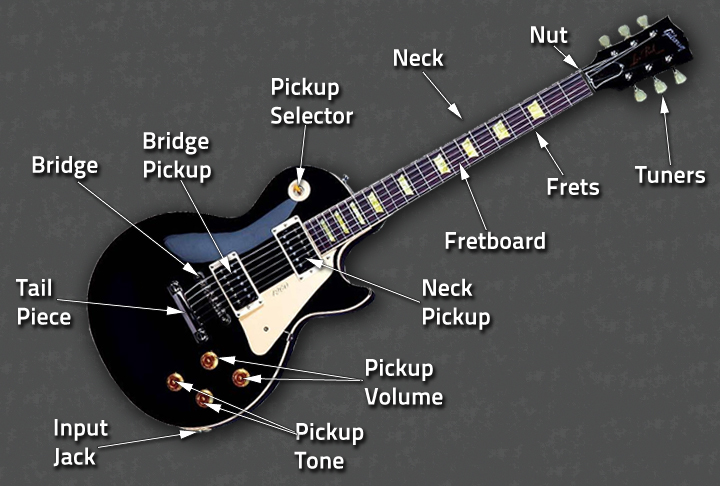 Nut
Neck
Pickup
Selector
Bridge
Pickup
Bridge
Tuners
Frets
Fretboard
Tail
Piece
Neck
Pickup
Pickup
Volume
Input
Jack
Pickup
Tone
Gibson